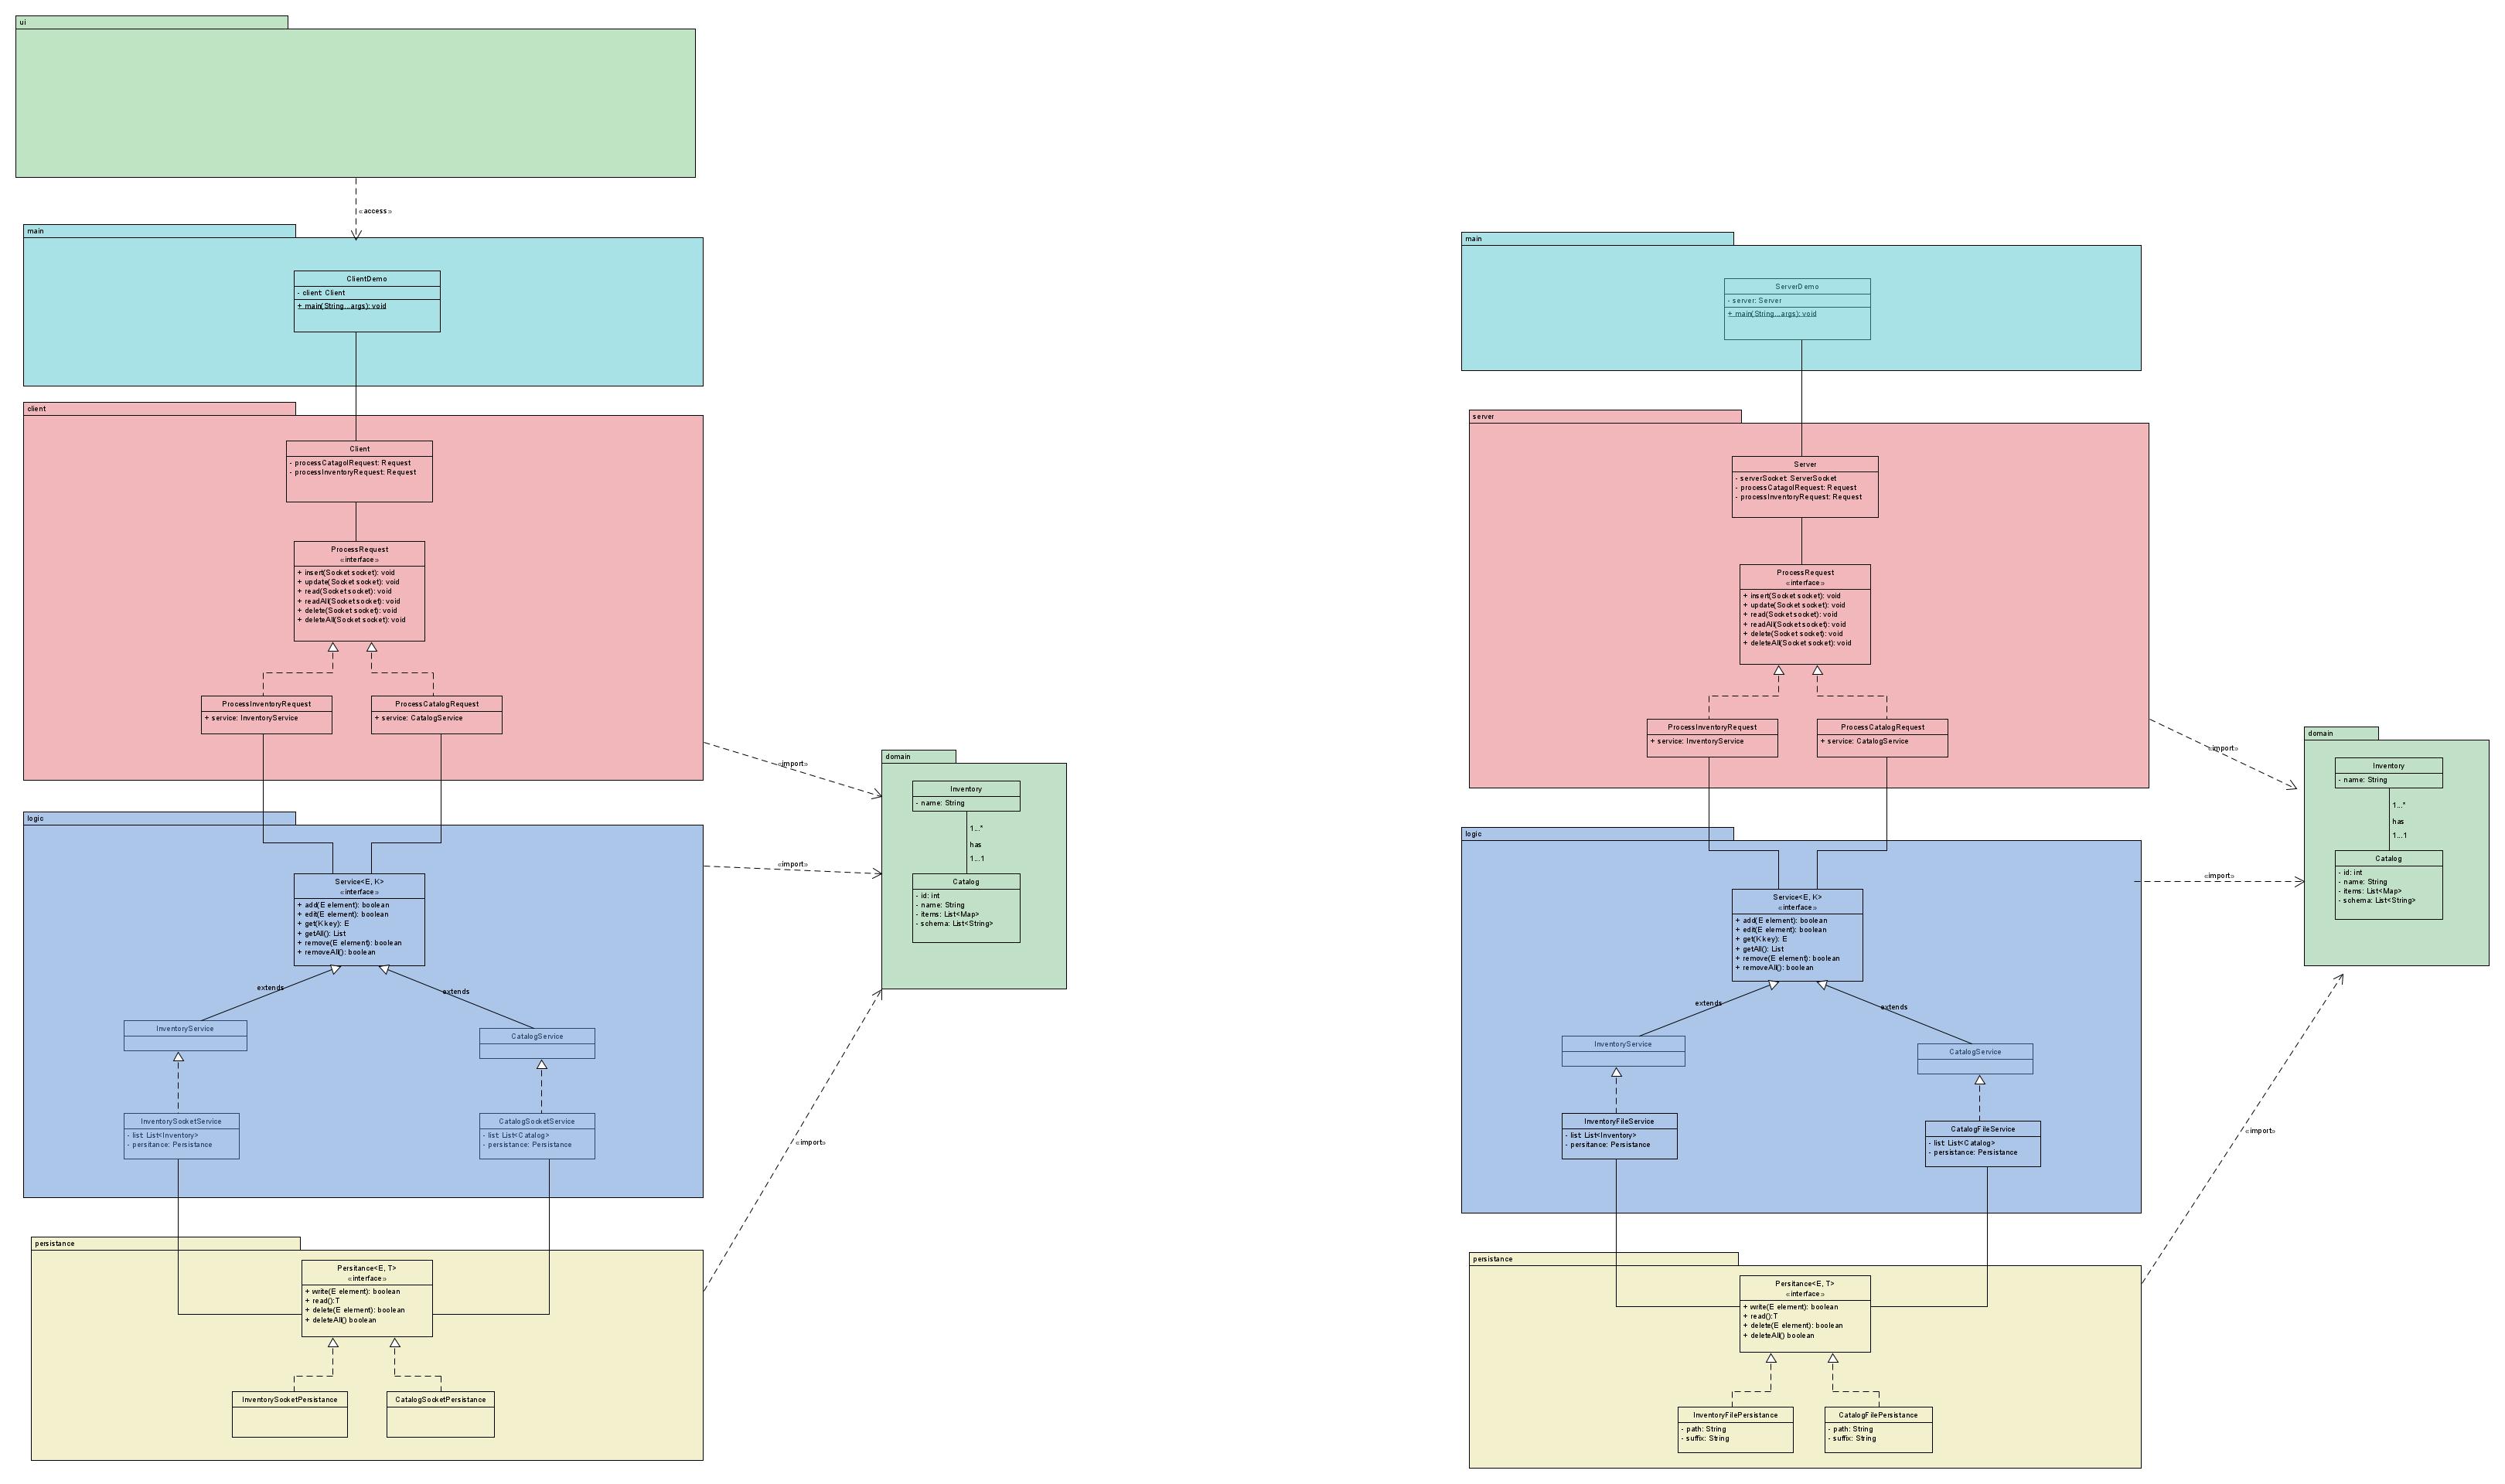 ui
«access»
main
ClientDemo
- client: Client
+ main(String...args): void
client
Client
- processCatagolRequest: Request
- processInventoryRequest: Request
ProcessRequest
«interface»
+ insert(Socket socket): void
+ update(Socket socket): void
+ read(Socket socket): void
+ readAll(Socket socket): void
+ delete(Socket socket): void
+ deleteAll(Socket socket): void
ProcessInventoryRequest
+ service: InventoryService
ProcessCatalogRequest
+ service: CatalogService
«import»
logic
Service<E, K>
«interface»
+ add(E element): boolean
+ edit(E element): boolean
+ get(K key): E
+ getAll(): List
+ remove(E element): boolean
+ removeAll(): boolean
extends
extends
InventoryService
CatalogService
InventorySocketService
- list: List<Inventory>
- persitance: Persistance
CatalogSocketService
- list: List<Catalog>
- persistance: Persistance
«import»
persistance
Persitance<E, T>
«interface»
+ write(E element): boolean
+ read():T
+ delete(E element): boolean
+ deleteAll() boolean
InventorySocketPersistance
CatalogSocketPersistance
«import»
domain
Inventory
- name: String
1...*
has
1...1
Catalog
- id: int
- name: String
- items: List<Map>
- schema: List<String>
main
ServerDemo
- server: Server
+ main(String...args): void
server
Server
- serverSocket: ServerSocket
- processCatagolRequest: Request
- processInventoryRequest: Request
ProcessRequest
«interface»
+ insert(Socket socket): void
+ update(Socket socket): void
+ read(Socket socket): void
+ readAll(Socket socket): void
+ delete(Socket socket): void
+ deleteAll(Socket socket): void
ProcessInventoryRequest
+ service: InventoryService
ProcessCatalogRequest
+ service: CatalogService
«import»
logic
Service<E, K>
«interface»
+ add(E element): boolean
+ edit(E element): boolean
+ get(K key): E
+ getAll(): List
+ remove(E element): boolean
+ removeAll(): boolean
extends
extends
InventoryService
CatalogService
InventoryFileService
- list: List<Inventory>
- persitance: Persistance
CatalogFileService
- list: List<Catalog>
- persistance: Persistance
«import»
persistance
Persitance<E, T>
«interface»
+ write(E element): boolean
+ read():T
+ delete(E element): boolean
+ deleteAll() boolean
InventoryFilePersistance
- path: String
- suffix: String
CatalogFilePersistance
- path: String
- suffix: String
«import»
domain
Inventory
- name: String
1...*
has
1...1
Catalog
- id: int
- name: String
- items: List<Map>
- schema: List<String>